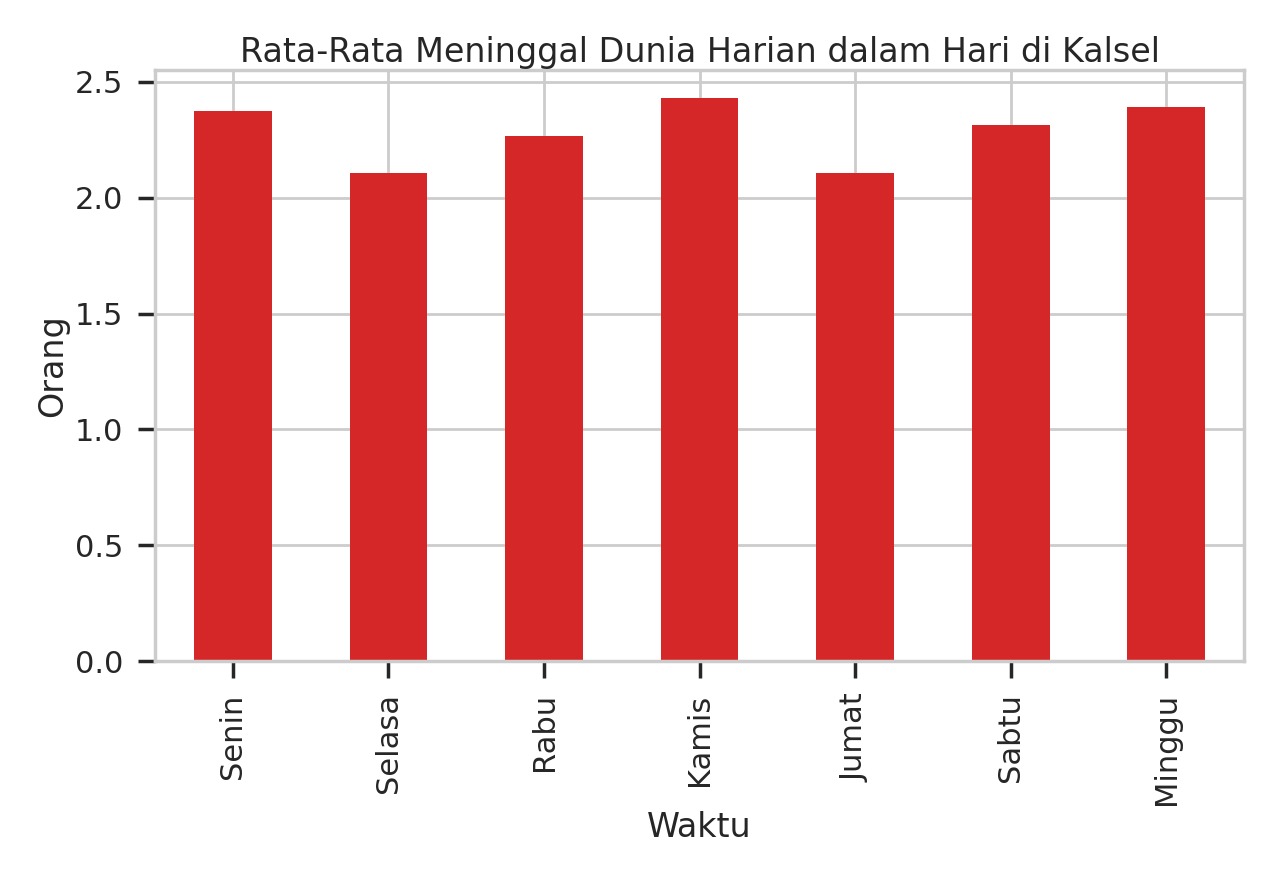 Rata-Rata Meninggal Dunia Harian dalam Hari di Kalsel
2.5
2.0
1.5
1.0
0.5
0.0
Orang
Senin
Selasa
Rabu
Kamis
Jumat
Sabtu
Minggu
Waktu